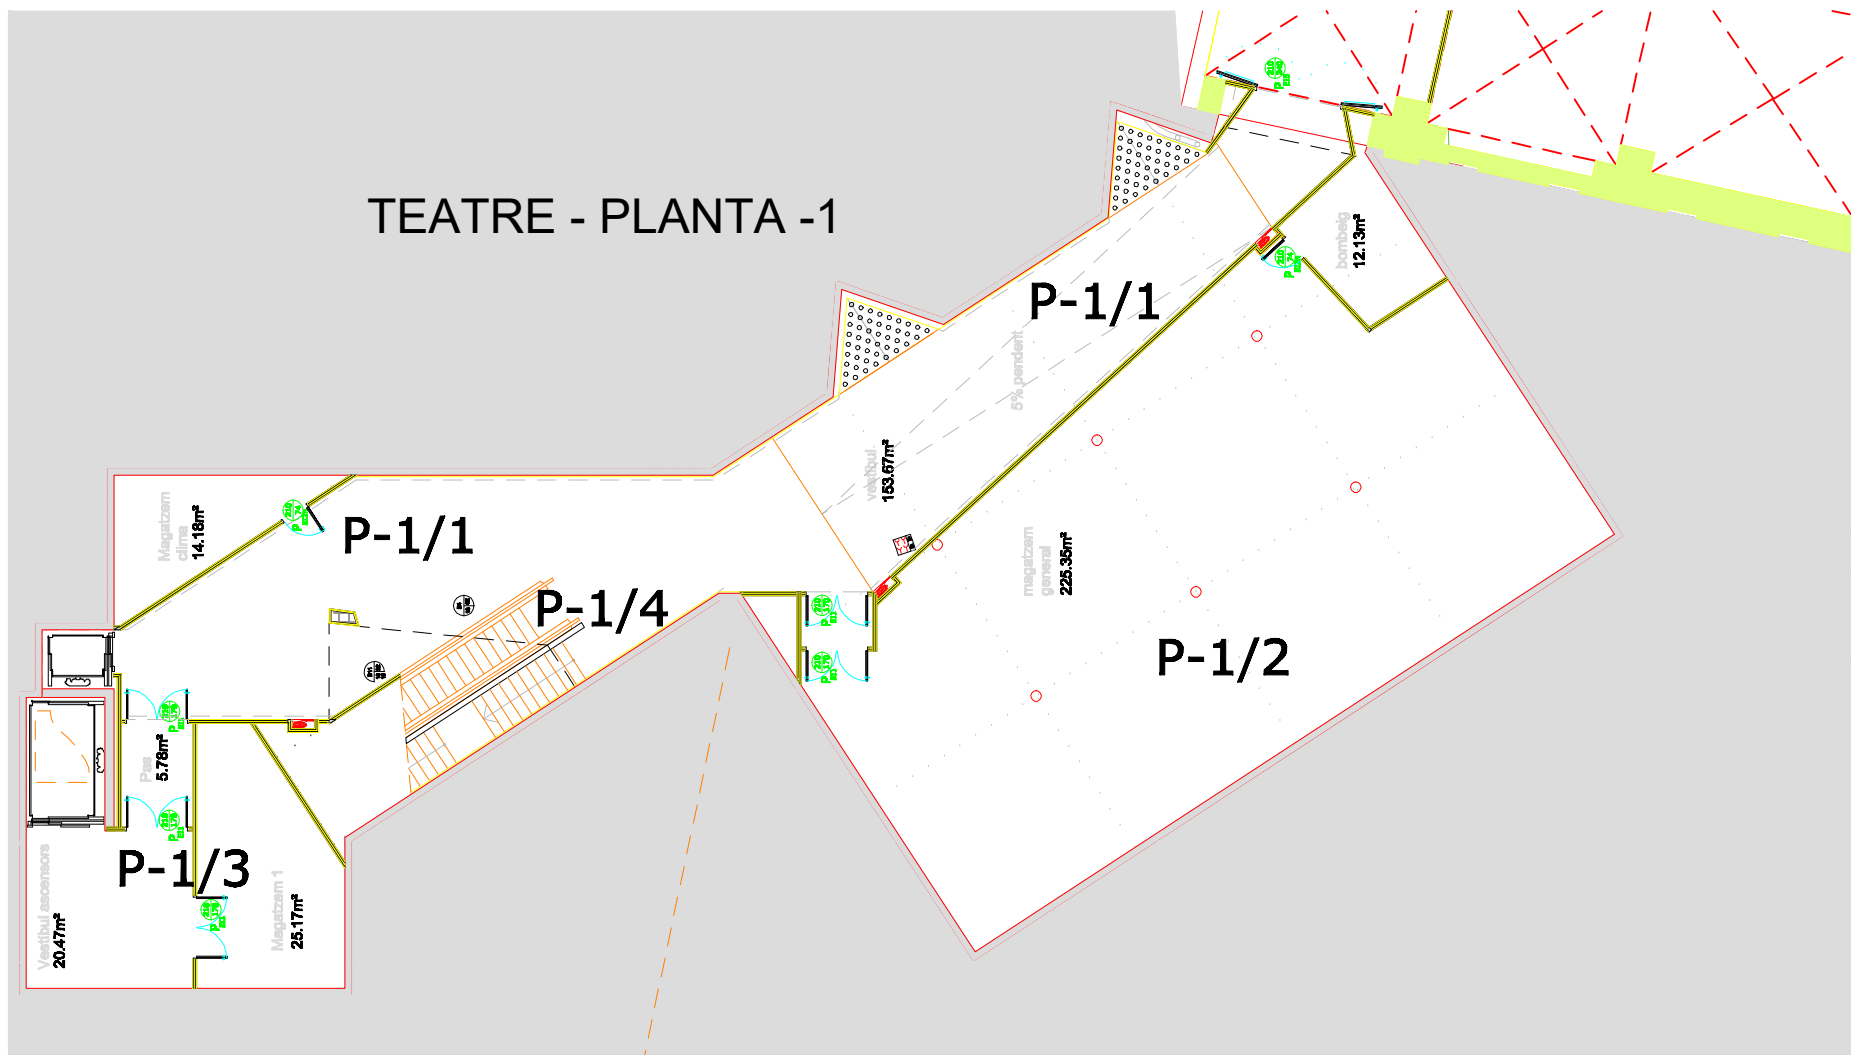 TEATRE - PLANTA -1
bombeig
12.13m²
P-1/1
5% pendent
vestíbul
153.67m²
Magatzem
clima
14.18m²
P-1/1
P-1/4
magatzem
general
225.35m²
P-1/2
Pas
5.78m²
P-1/3
Vestíbul ascensors
20.47m²
Magatzem 1
25.17m²